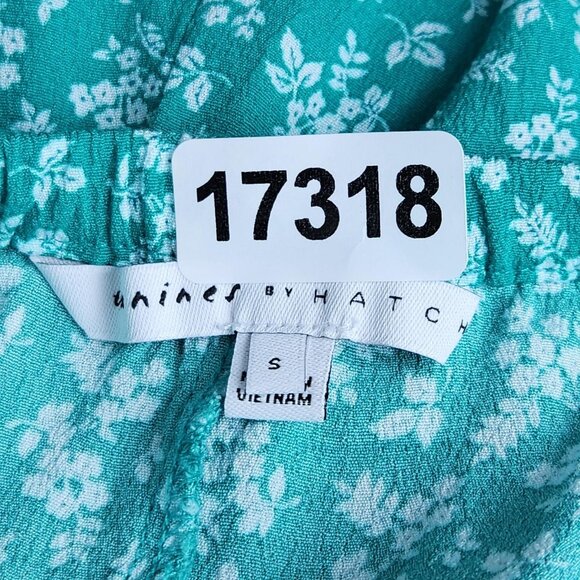 17318
unines BY HATCH
S
VIETNAM